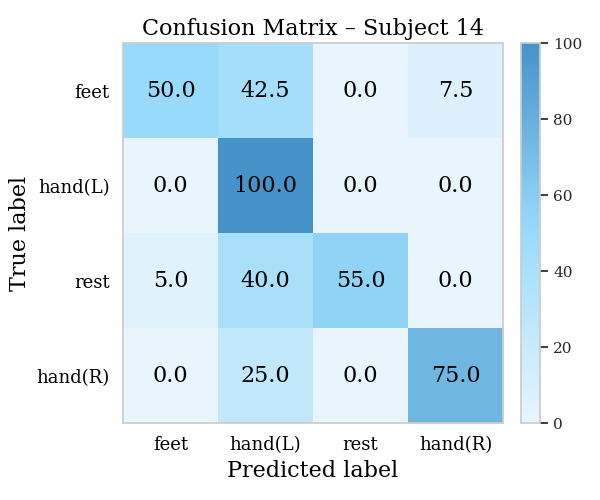 Confusion Matrix – Subject 14
True label
feet 50.0 42.5 0.0 7.5
hand(L) 0.0 100.0 0.0 0.0
rest 5.0 40.0 55.0 0.0
hand(R) 0.0 25.0 0.0 75.0
feet hand(L) rest hand(R)
Predicted label
100
80
60
40
20
0